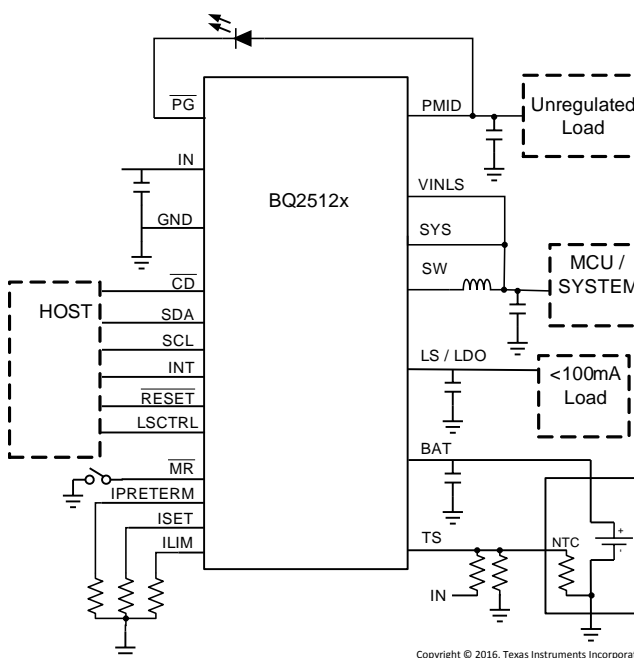 PG
PMID
Unregulated
Load
IN
BQ2512x
VINLS
GND
SYS
SW
MCU /
SYSTEM
HOST
CD
SDA
SCL
INT
RESET
LSCTRL
LS / LDO
<100mA
Load
MR
BAT
IPRETERM
ISET
ILIM
TS
NTC
+
-
IN
Copyright © 2016, Texas Instruments Incorporat